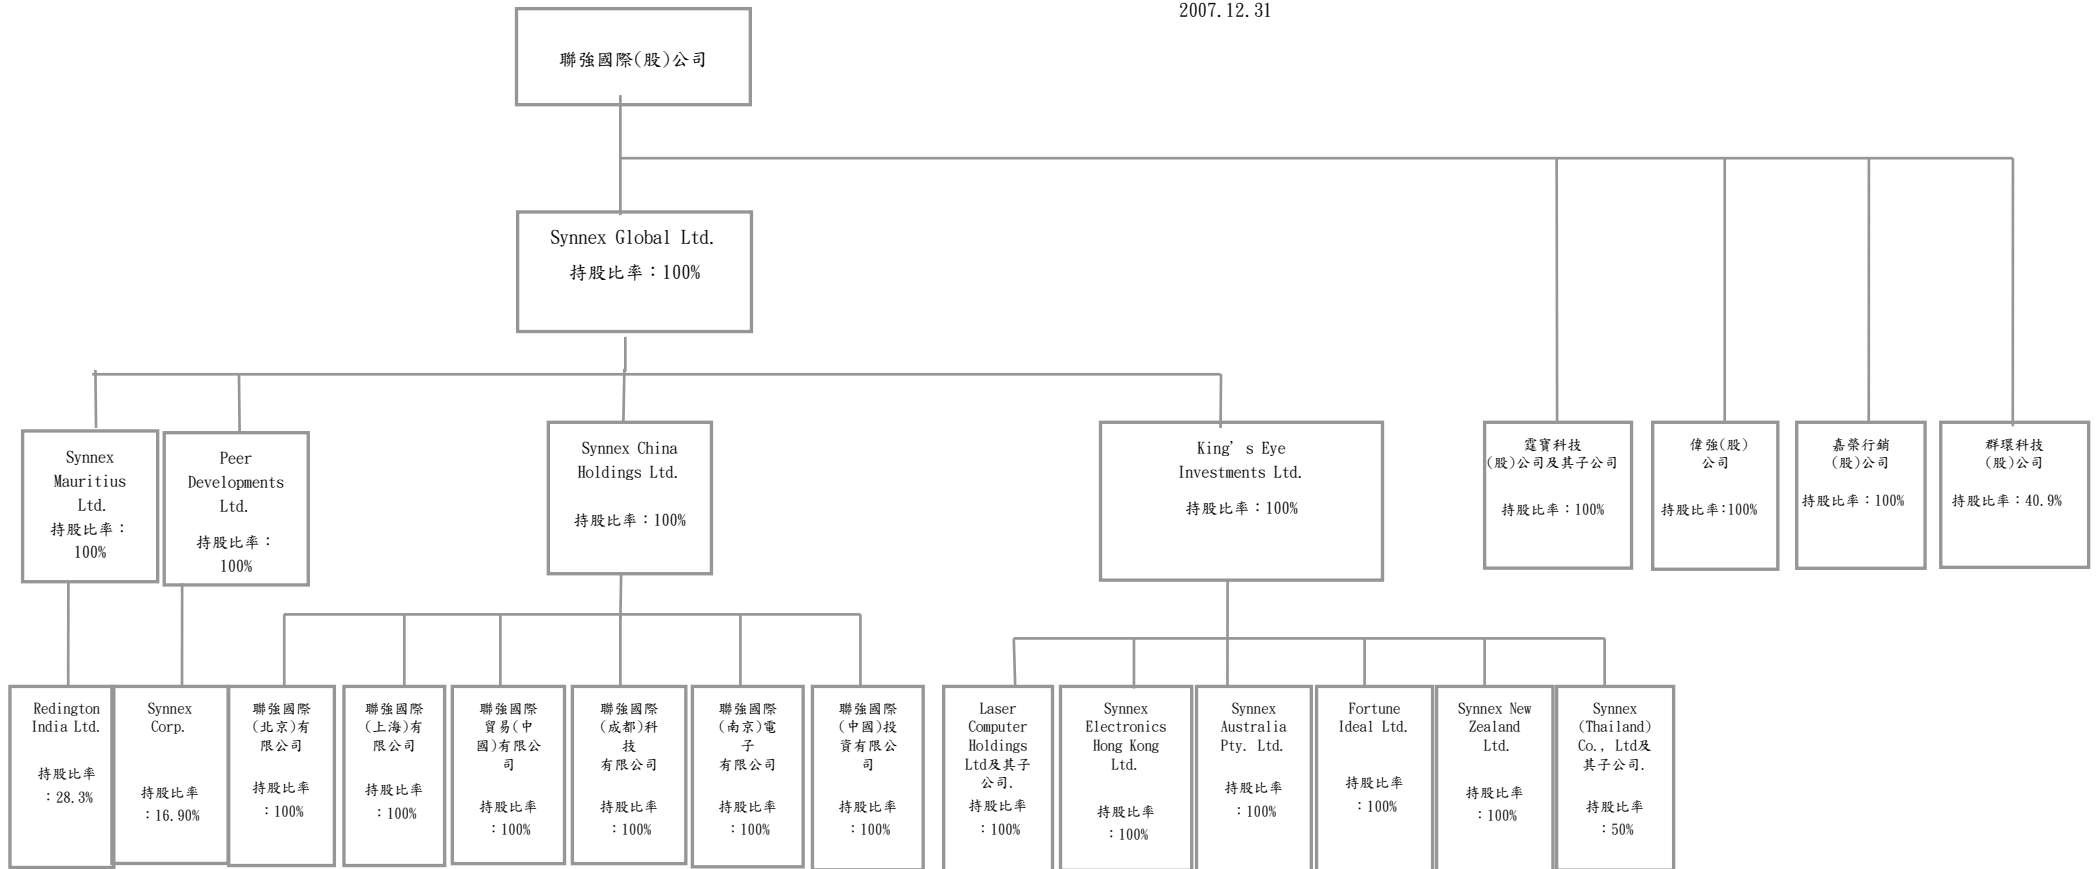 2007.12.31
聯強國際(股)公司
Synnex Global Ltd.
持股比率：100%
Synnex
Mauritius
Ltd.
持股比率：
100%
Peer
Developments
Ltd.
持股比率：
100%
Synnex China
Holdings Ltd.
持股比率：100%
King’s Eye
Investments Ltd.
持股比率：100%
霆寶科技
(股)公司及其子公司
持股比率：100%
偉強(股)
公司
持股比率:100%
嘉榮行銷
(股)公司
持股比率：100%
群環科技
(股)公司
持股比率：40.9%
Redington
India Ltd.
持股比率
：28.3%
Synnex
Corp.
持股比率
：16.90%
聯強國際
(北京)有
限公司
持股比率
：100%
聯強國際
(上海)有
限公司
持股比率
：100%
聯強國際
貿易(中
國)有限公
司
持股比率
：100%
聯強國際
(成都)科
技
有限公司
持股比率
：100%
聯強國際
(南京)電
子
有限公司
持股比率
：100%
聯強國際
(中國)投
資有限公
司
持股比率
：100%
Laser
Computer
Holdings
Ltd及其子
公司.
持股比率
：100%
Synnex
Electronics
Hong Kong
Ltd.
持股比率
：100%
Synnex
Australia
Pty. Ltd.
持股比率
：100%
Fortune
Ideal Ltd.
持股比率
：100%
Synnex New
Zealand
Ltd.
持股比率
：100%
Synnex
(Thailand)
Co., Ltd及
其子公司.
持股比率
：50%